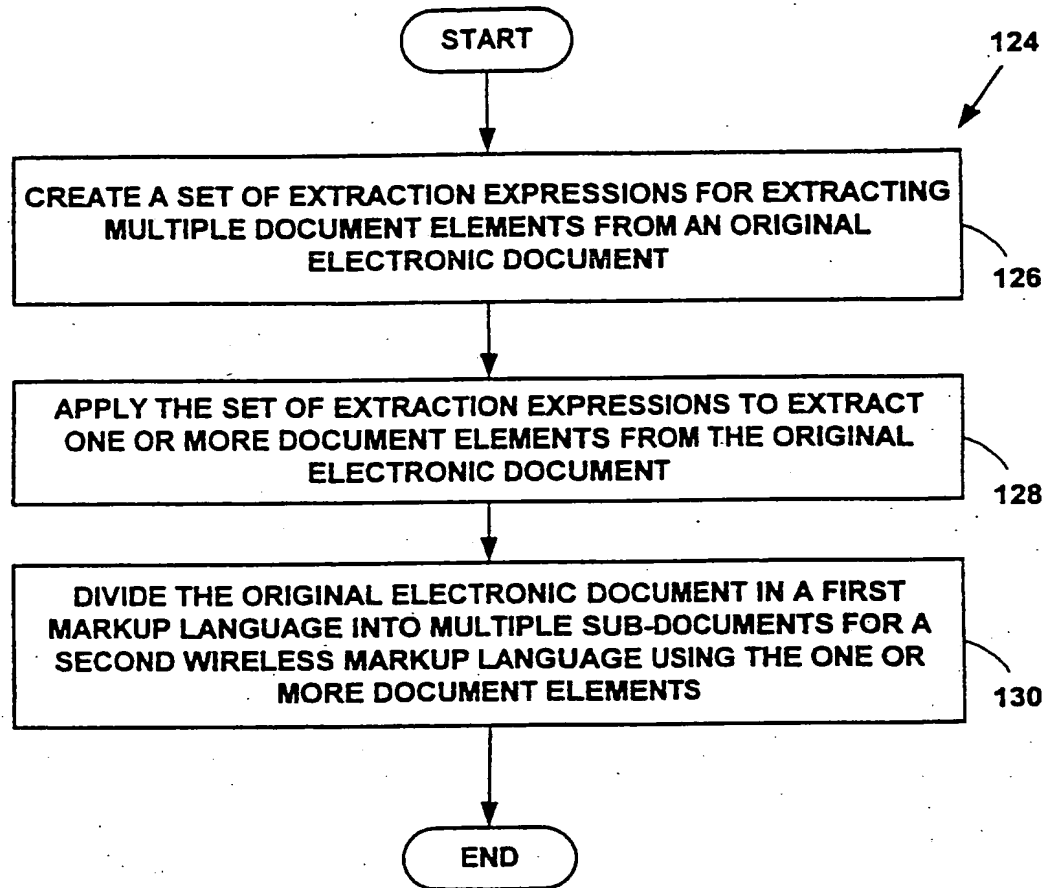 START
124
CREATE A SET OF EXTRACTION EXPRESSIONS FOR EXTRACTING
MULTIPLE DOCUMENT ELEMENTS FROM AN ORIGINAL
ELECTRONIC DOCUMENT
126
APPLY THE SET OF EXTRACTION EXPRESSIONS TO EXTRACT
ONE OR MORE DOCUMENT ELEMENTS FROM THE ORIGINAL
ELECTRONIC DOCUMENT
128
DIVIDE THE ORIGINAL ELECTRONIC DOCUMENT IN A FIRST
MARKUP LANGUAGE INTO MULTIPLE SUB-DOCUMENTS FOR A
SECOND WIRELESS MARKUP LANGUAGE USING THE ONE OR
MORE DOCUMENT ELEMENTS
130
END